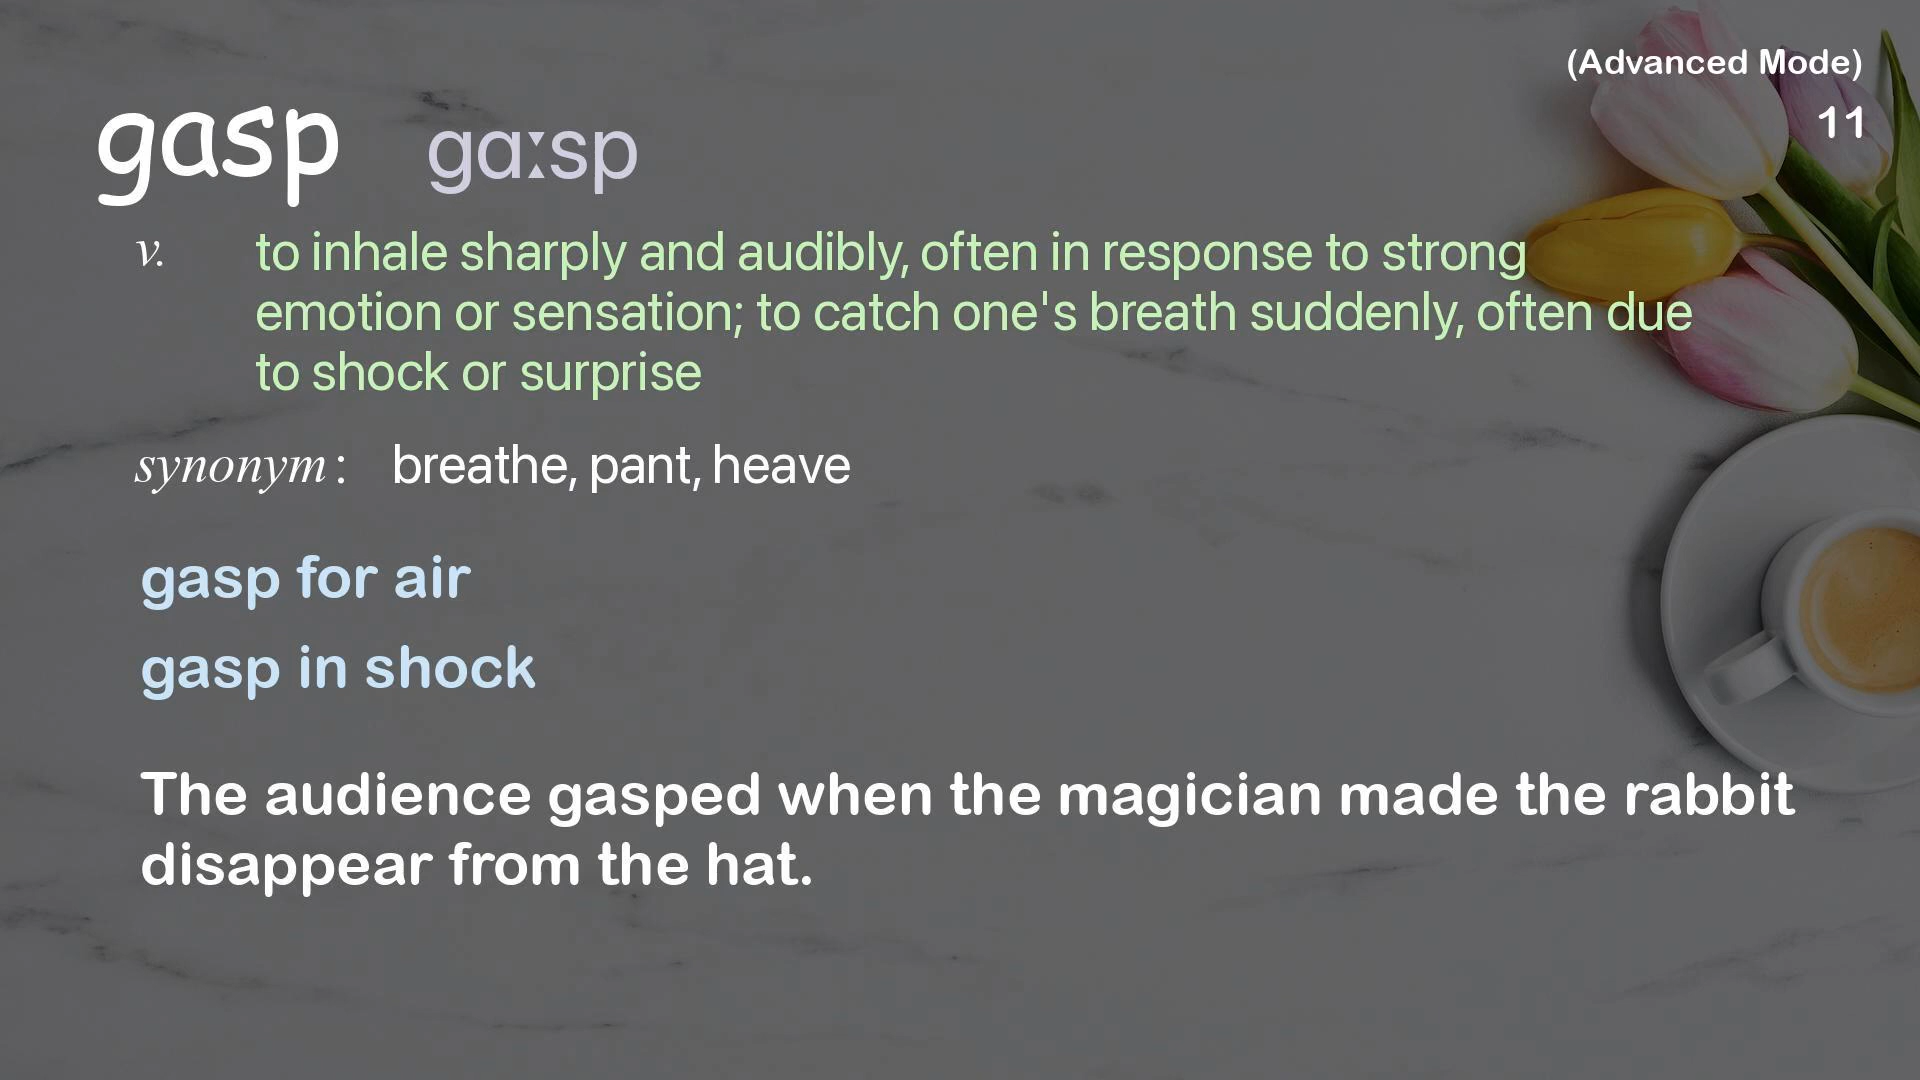 (Advanced Mode)
11
gasp gɑːsp
v. to inhale sharply and audibly, often in response to strong
emotion or sensation; to catch one's breath suddenly, often due
to shock or surprise
synonym: breathe, pant, heave
gasp for air
gasp in shock
The audience gasped when the magician made the rabbit
disappear from the hat.